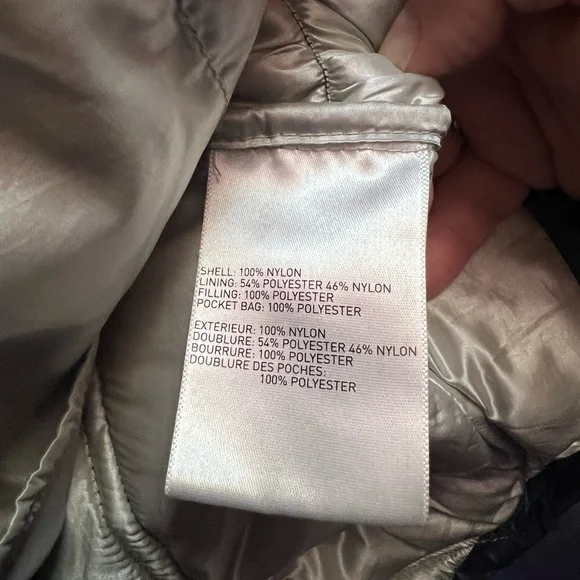 SHELL: 100% NYLON
LINING: 54% POLYESTER 46% NYLON
FILLING: 100% POLYESTER
POCKET BAG: 100% POLYESTER
EXTÉRIEUR: 100% NYLON
DOUBLURE: 54% POLYESTER 46% NYLON
BOURRURE: 100% POLYESTER
DOUBLURE DES POCHES:
100% POLYESTER